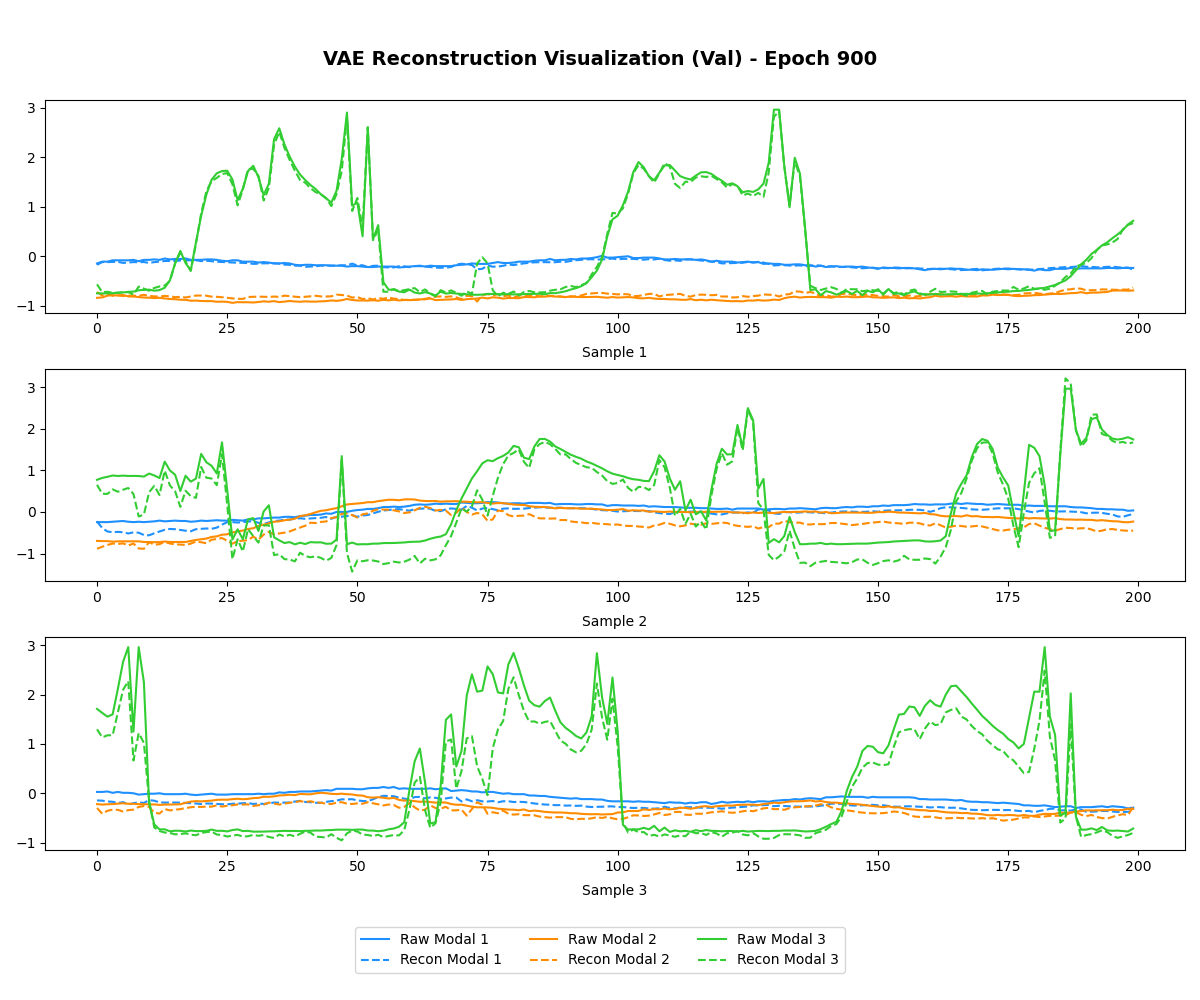 VAE Reconstruction Visualization (Val) - Epoch 900
3
2
1
0
−1
0 25 50 75 100 125 150 175 200
Sample 1
3
2
1
0
−1
0 25 50 75 100 125 150 175 200
Sample 2
3
2
1
0
−1
0 25 50 75 100 125 150 175 200
Sample 3
Raw Modal 1 Raw Modal 2 Raw Modal 3
Recon Modal 1 Recon Modal 2 Recon Modal 3